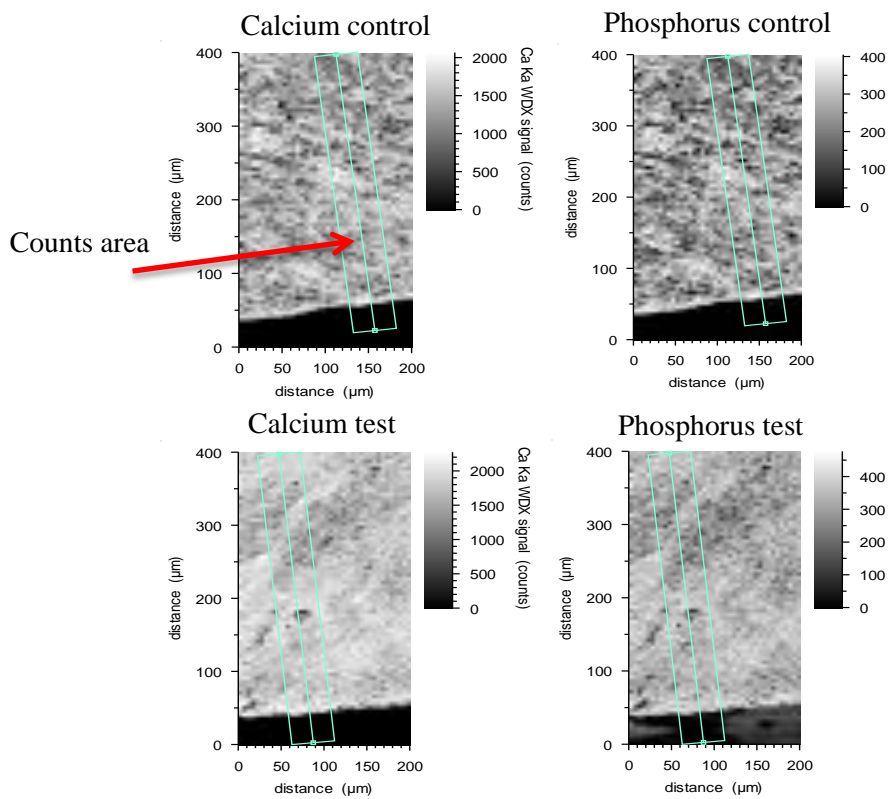 Calcium control
Phosphorus control
400
300
200
100
0
distance (µm)
0 50 100 150 200
distance (µm)
2000
1500
1000
500
0
Ca Ka WDX signal (counts)
400
300
200
100
0
distance (µm)
0 50 100 150 200
distance (µm)
400
300
200
100
0
Counts area
Calcium test
Phosphorus test
400
300
200
100
0
distance (µm)
0 50 100 150 200
distance (µm)
2000
1500
1000
500
0
Ca Ka WDX signal (counts)
400
300
200
100
0
distance (µm)
0 50 100 150 200
distance (µm)
400
300
200
100
0